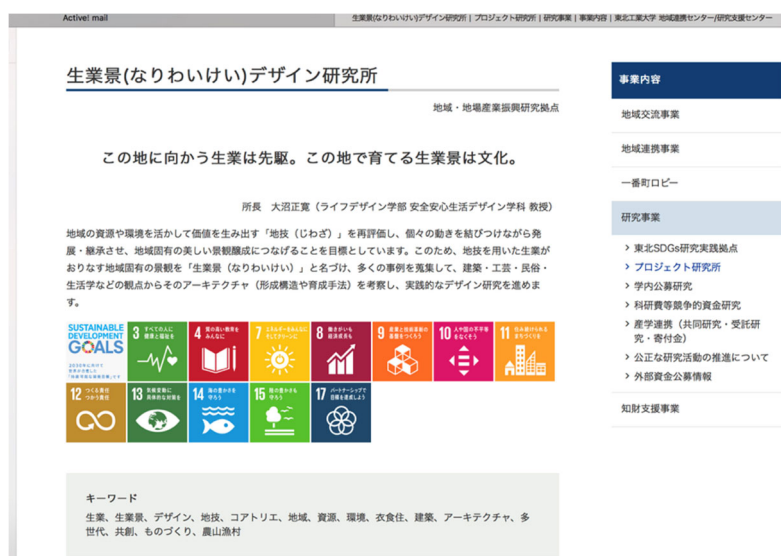 Active! mail
生業景(なりわいけい)デザイン研究所 | プロジェクト研究所 | 研究事業 | 事業内容 | 東北工業大学 地域連携センター/研究支援センター
生業景(なりわいけい)デザイン研究所
地域・地場産業振興研究拠点
この地に向かう生業は先駆。この地で育てる生業景は文化。
所長 大沼正寛（ライフデザイン学部 安全安心生活デザイン学科 教授）
地域の資源や環境を活かして価値を生み出す「地技（じわざ）」を再評価し、個々の動きを結びつけながら発
展・継承させ、地域固有の美しい景観醸成につなげることを目標としています。このため、地技を用いた生業が
おりなす地域固有の景観を「生業景（なりわいけい）」と名づけ、多くの事例を蒐集して、建築・工芸・民俗・
生活学などの観点からそのアーキテクチャ（形成構造や育成手法）を考察し、実践的なデザイン研究を進めま
す。
SUSTAINABLE
DEVELOPMENT
GOALS
3 すべての人に
健康と福祉を
4 質の高い教育を
みんなに
7 エネルギーをみんなに
そしてクリーンに
8 働きがいも
経済成長も
9 産業と技術革新の
基盤をつくろう
10 人や国の不平等
をなくそう
11 住み続けられる
まちづくりを
12 つくる責任
つかう責任
13 気候変動に
具体的な対策を
14 海の豊かさを
守ろう
15 陸の豊かさも
守ろう
17 パートナーシップで
目標を達成しよう
キーワード
生業、生業景、デザイン、地技、コアトリエ、地域、資源、環境、衣食住、建築、アーキテクチャ、多
世代、共創、ものづくり、農山漁村
事業内容
地域交流事業
地域連携事業
一番町ロビー
研究事業
東北SDGs研究実践拠点
プロジェクト研究所
学内公募研究
科研費等競争的資金研究
産学連携（共同研究・受託研
究・寄付金）
公正な研究活動の推進について
外部資金公募情報
知財支援事業